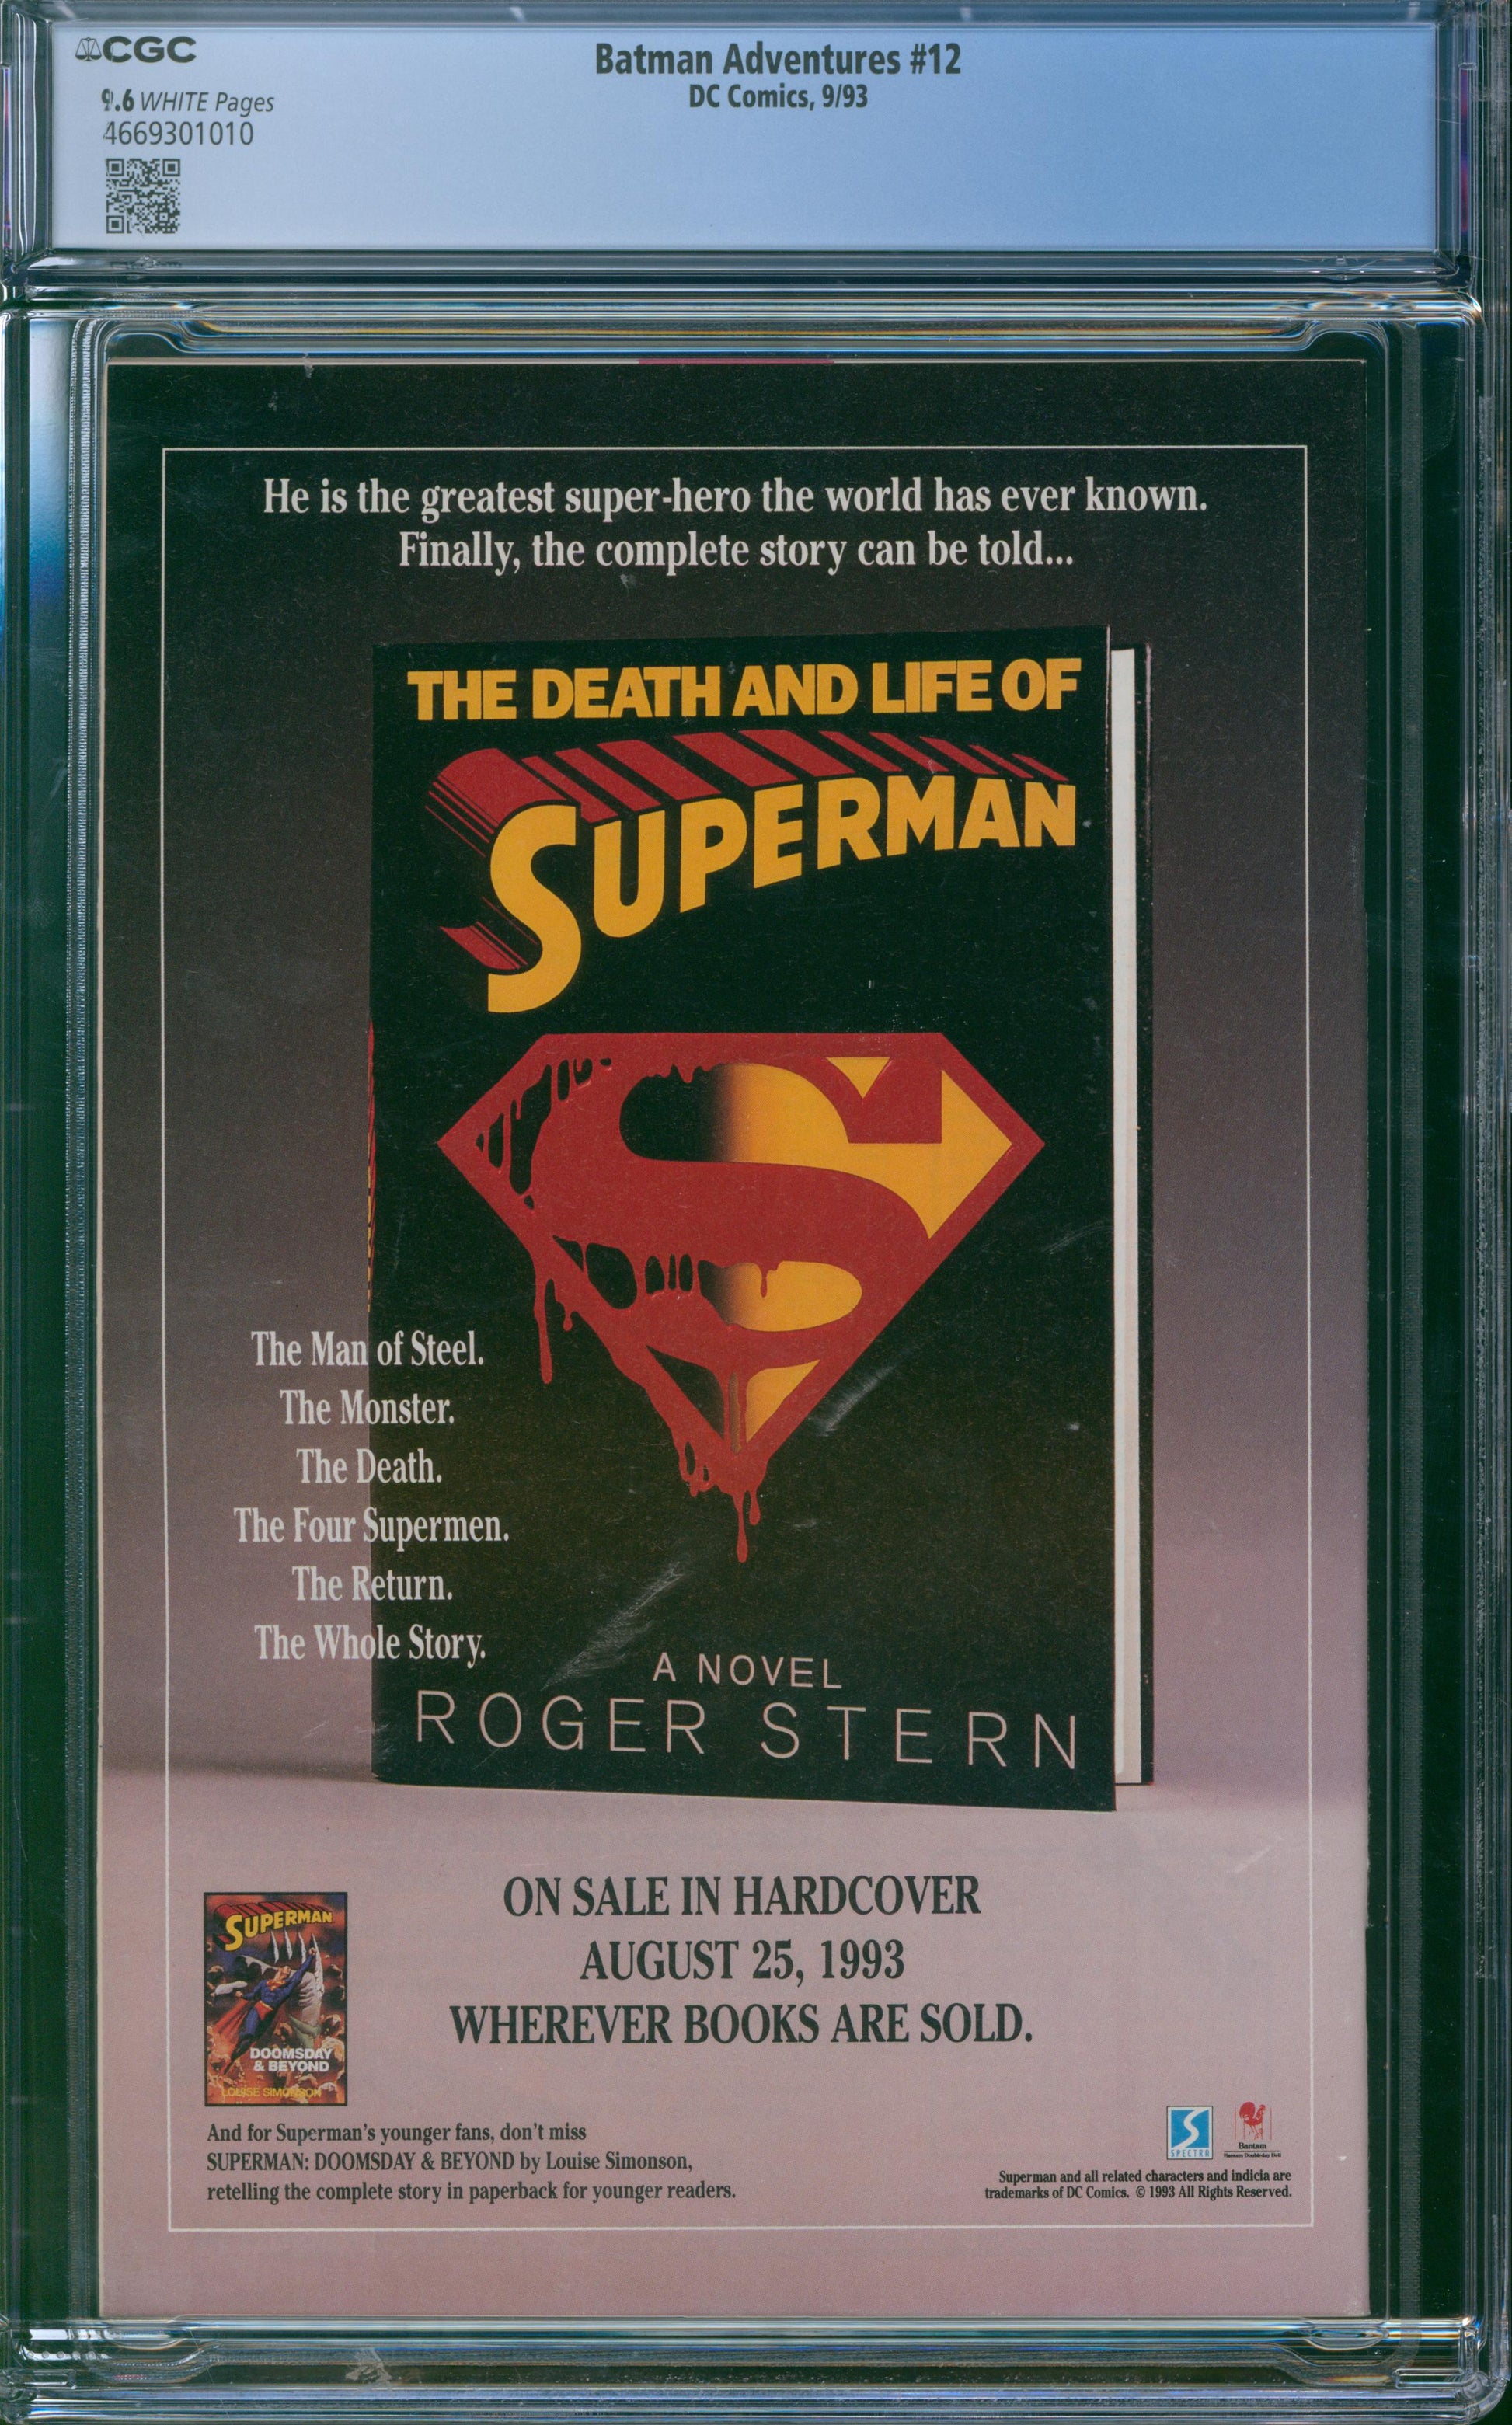 CGC
Batman Adventures #12
DC Comics, 9/93
9.6 WHITE Pages
4669301010
He is the greatest super-hero the world has ever known.
Finally, the complete story can be told...
THE DEATH AND LIFE OF
SUPERMAN
The Man of Steel.
The Monster.
The Death.
The Four Supermen.
The Return.
The Whole Story.
A NOVEL
ROGER STERN
ON SALE IN HARDCOVER
AUGUST 25, 1993
WHEREVER BOOKS ARE SOLD.
SUPERMAN
DOOMSDAY
& BEYOND
LOUISE SIMONSON
And for Superman's younger fans, don't miss
SUPERMAN: DOOMSDAY & BEYOND by Louise Simonson,
retelling the complete story in paperback for younger readers.
SPECTRA
Bantam
Bantam Doubleday Dell
Superman and all related characters and indicia are
trademarks of DC Comics. © 1993 All Rights Reserved.